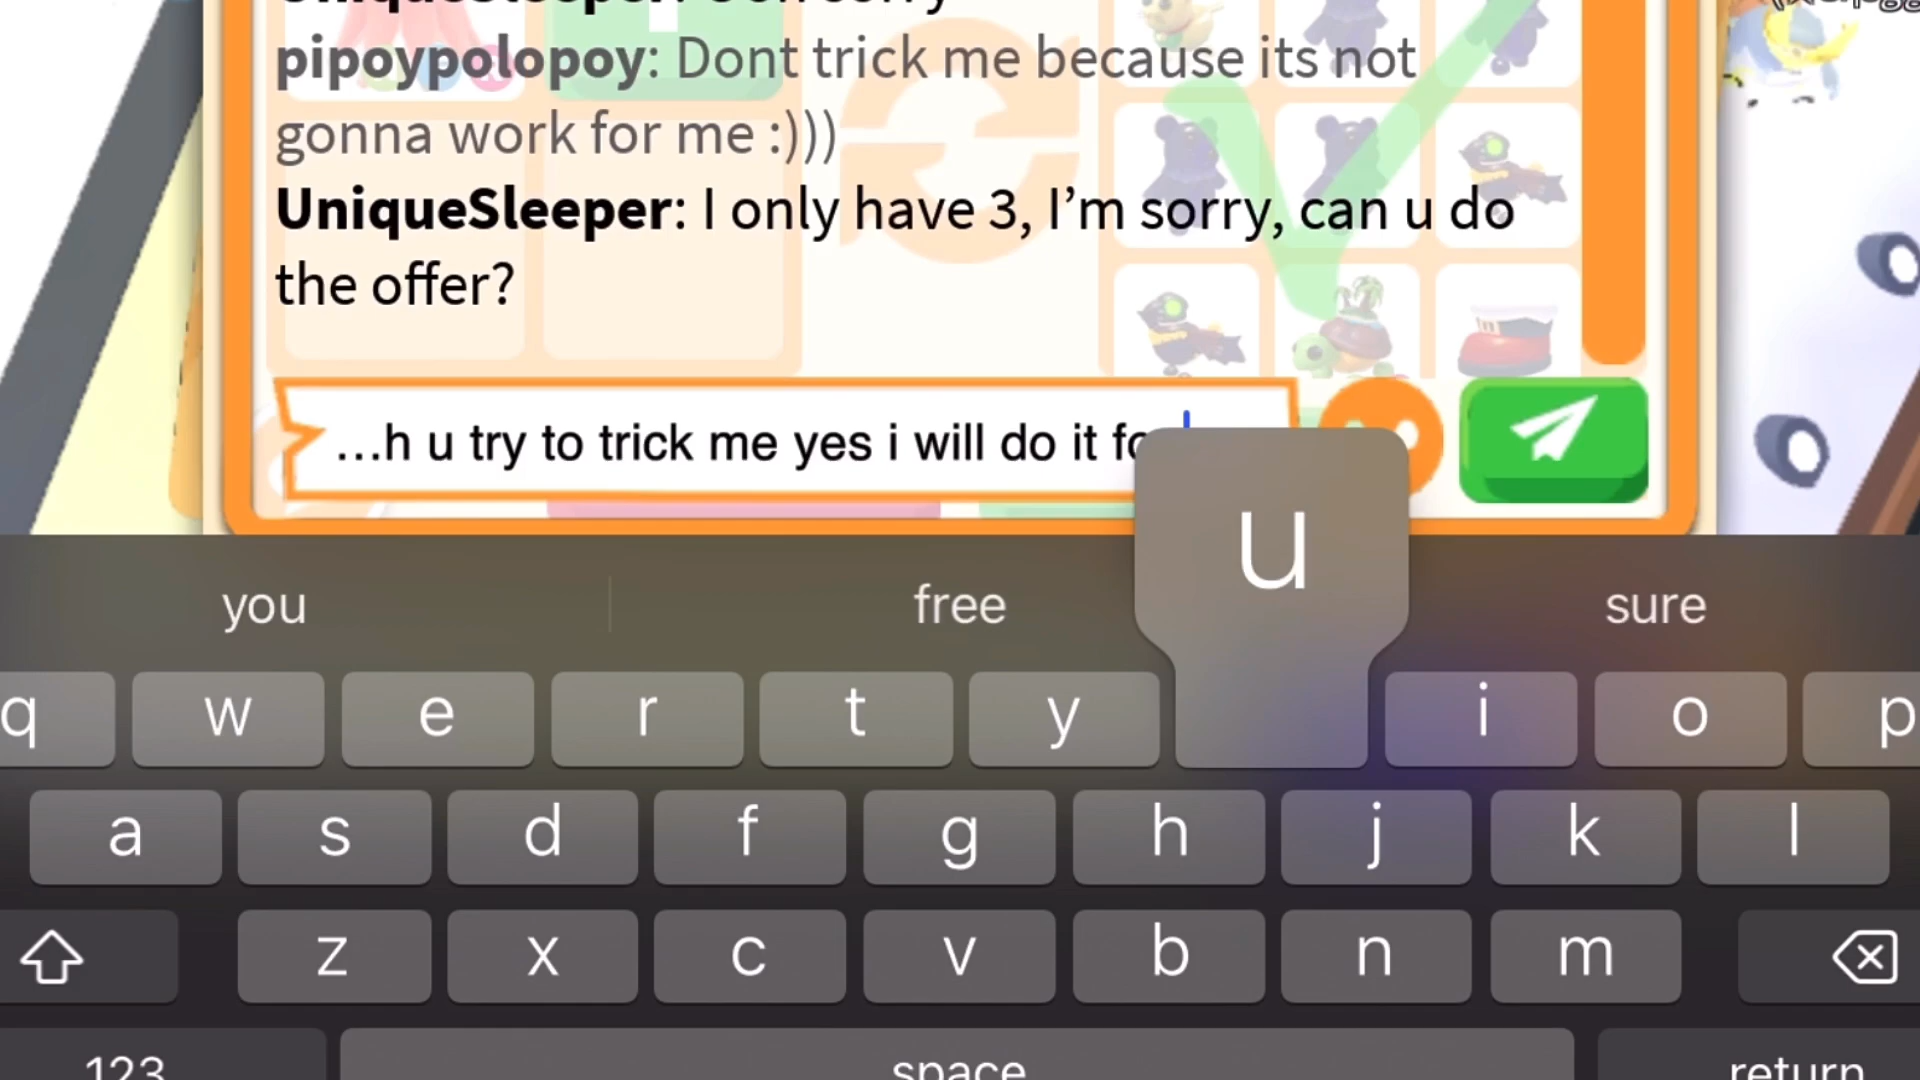 UniqueSleeper:
pipoypolopoy: Dont trick me because its not
gonna work for me :)))
UniqueSleeper: I only have 3, I’m sorry, can u do
the offer?
…h u try to trick me yes i will do it fo
u
you free sure
q w e r t y i o p
a s d f g h j k l
z x c v b n m
123 space return